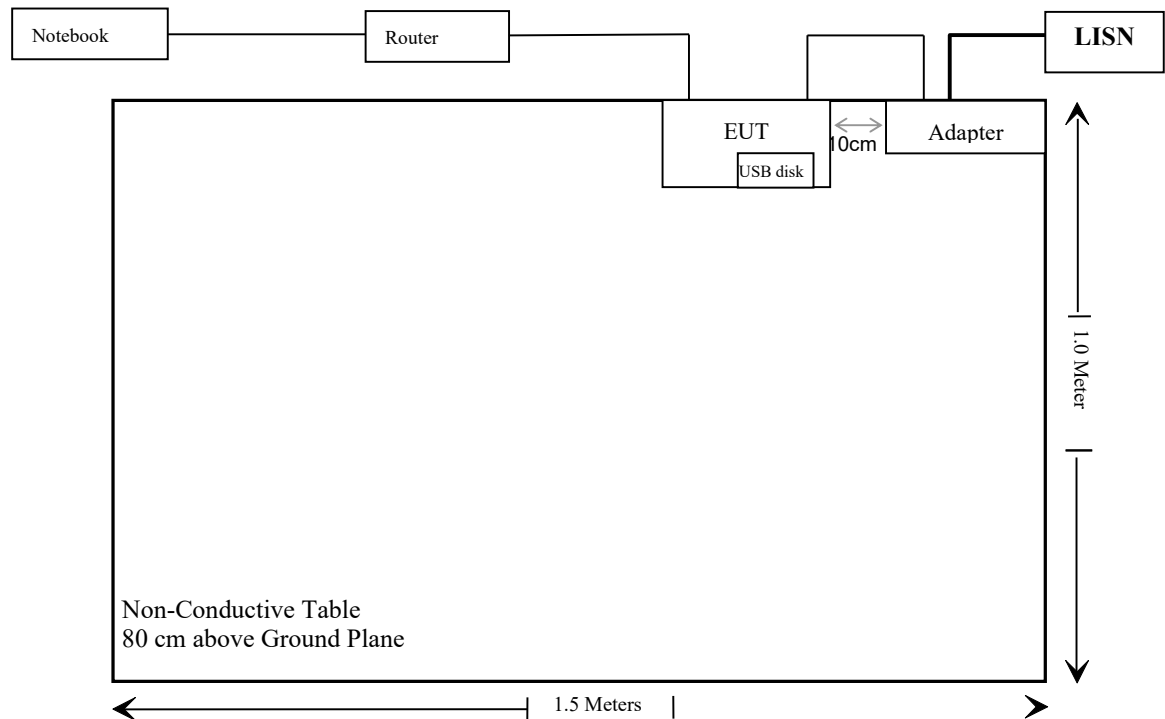 Notebook
Router
LISN
EUT
10cm
Adapter
USB disk
1.0 Meter
Non-Conductive Table
80 cm above Ground Plane
1.5 Meters